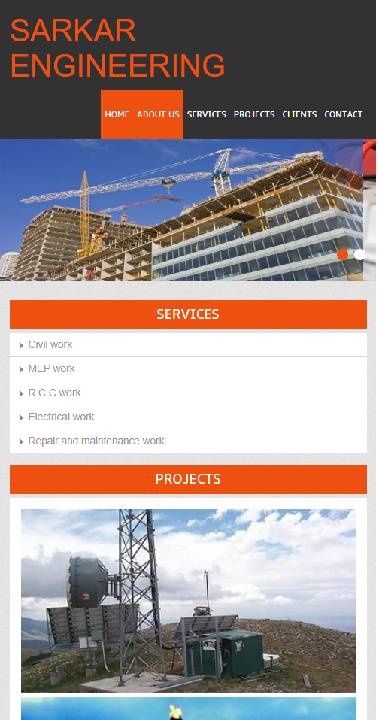 SARKAR
ENGINEERING
HOME ABOUT US SERVICES PROJECTS CLIENTS CONTACT
SERVICES
Civil work
MEP work
R C C work
Electrical work
Repair and maintenance work
PROJECTS